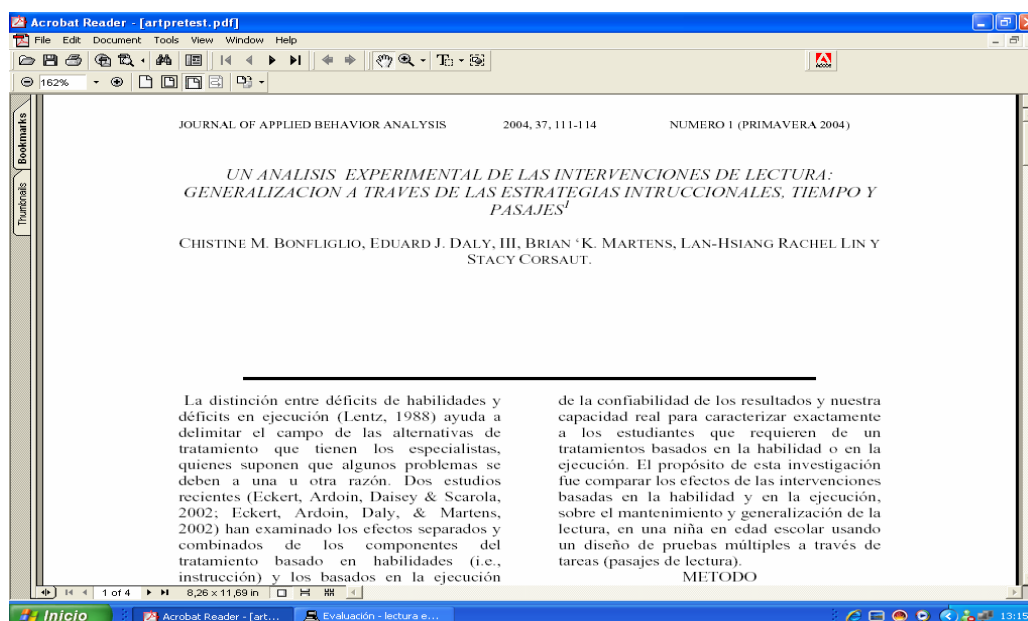 Acrobat Reader - [artpretest.pdf]
File Edit Document Tools View Window Help
162%
Adobe
Bookmarks
Thumbnails
JOURNAL OF APPLIED BEHAVIOR ANALYSIS 2004, 37, 111-114 NUMERO 1 (PRIMAVERA 2004)
UN ANALISIS EXPERIMENTAL DE LAS INTERVENCIONES DE LECTURA:
GENERALIZACION A TRAVES DE LAS ESTRATEGIAS INTRUCCIONALES, TIEMPO Y
PASAJES1
CHISTINE M. BONFLIGLIO, EDUARD J. DALY, III, BRIAN ‘K. MARTENS, LAN-HSIANG RACHEL LIN Y
STACY CORSAUT.
La distinción entre déficits de habilidades y
déficits en ejecución (Lentz, 1988) ayuda a
delimitar el campo de las alternativas de
tratamiento que tienen los especialistas,
quienes suponen que algunos problemas se
deben a una u otra razón. Dos estudios
recientes (Eckert, Ardoin, Daisey & Scarola,
2002; Eckert, Ardoin, Daly, & Martens,
2002) han examinado los efectos separados y
combinados de los componentes del
tratamiento basado en habilidades (i.e.,
instrucción) y los basados en la ejecución
de la confiabilidad de los resultados y nuestra
capacidad real para caracterizar exactamente
a los estudiantes que requieren de un
tratamientos basados en la habilidad o en la
ejecución. El propósito de esta investigación
fue comparar los efectos de las intervenciones
basadas en la habilidad y en la ejecución,
sobre el mantenimiento y generalización de la
lectura, en una niña en edad escolar usando
un diseño de pruebas múltiples a través de
tareas (pasajes de lectura).
METODO
1 of 4 8,26 x 11,69 in
Inicio Acrobat Reader - [art... Evaluación - lectura e... 13:15